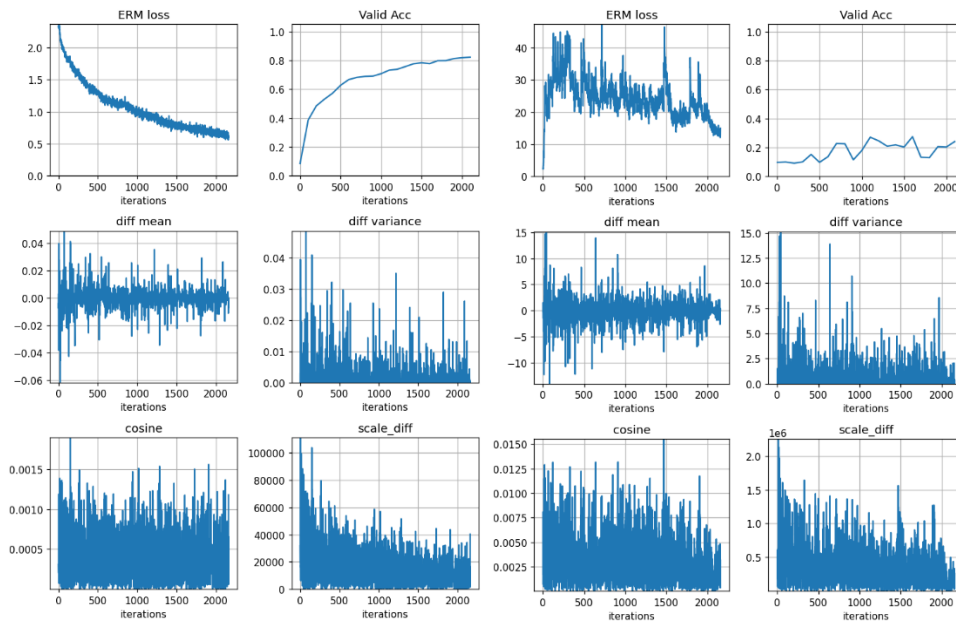 ERM loss
2.0
1.5
1.0
0.5
0.0
0 500 1000 1500 2000
iterations
Valid Acc
1.0
0.8
0.6
0.4
0.2
0.0
0 500 1000 1500 2000
iterations
ERM loss
40
30
20
10
0
0 500 1000 1500 2000
iterations
Valid Acc
1.0
0.8
0.6
0.4
0.2
0.0
0 500 1000 1500 2000
iterations
diff mean
0.04
0.02
0.00
−0.02
−0.04
−0.06
0 500 1000 1500 2000
iterations
diff variance
0.04
0.03
0.02
0.01
0.00
0 500 1000 1500 2000
iterations
diff mean
15
10
5
0
−5
−10
0 500 1000 1500 2000
iterations
diff variance
15.0
12.5
10.0
7.5
5.0
2.5
0.0
0 500 1000 1500 2000
iterations
cosine
0.0015
0.0010
0.0005
0 500 1000 1500 2000
iterations
scale_diff
100000
80000
60000
40000
20000
0
0 500 1000 1500 2000
iterations
cosine
0.0150
0.0125
0.0100
0.0075
0.0050
0.0025
0 500 1000 1500 2000
iterations
1e6
scale_diff
2.0
1.5
1.0
0.5
0 500 1000 1500 2000
iterations